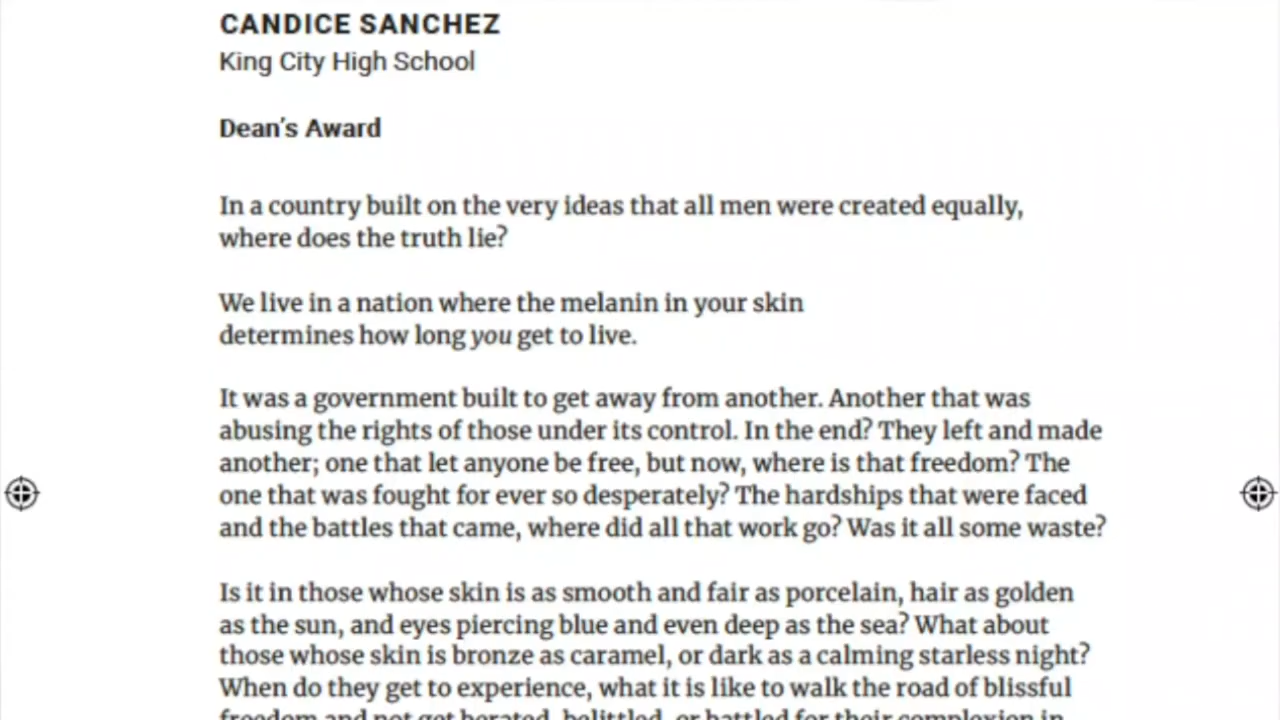 CANDICE SANCHEZ
King City High School
Dean's Award
In a country built on the very ideas that all men were created equally,
where does the truth lie?
We live in a nation where the melanin in your skin
determines how long you get to live.
It was a government built to get away from another. Another that was
abusing the rights of those under its control. In the end? They left and made
another; one that let anyone be free, but now, where is that freedom? The
one that was fought for ever so desperately? The hardships that were faced
and the battles that came, where did all that work go? Was it all some waste?
Is it in those whose skin is as smooth and fair as porcelain, hair as golden
as the sun, and eyes piercing blue and even deep as the sea? What about
those whose skin is bronze as caramel, or dark as a calming starless night?
When do they get to experience, what it is like to walk the road of blissful
freedom and not get berated, belittled, or battled for their complexion in